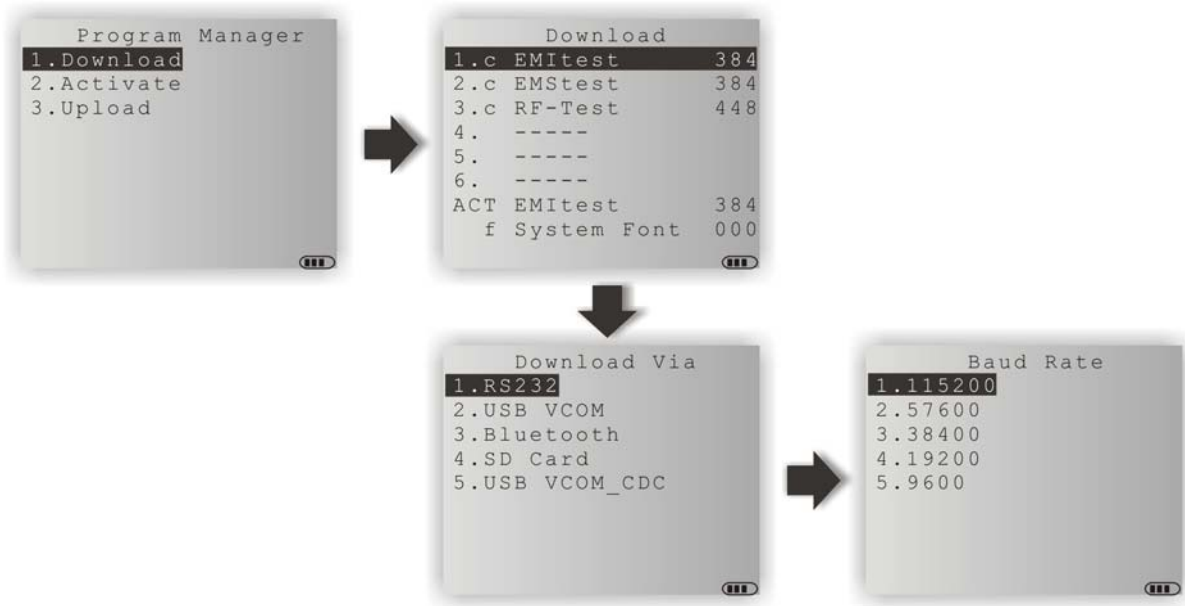 Program Manager
1.Download
2.Activate
3.Upload
Download
1.c EMItest 384
2.c EMStest 384
3.c RF-Test 448
4. -----
5. -----
6. -----
ACT EMItest 384
f System Font 000
Download Via
1.RS232
2.USB VCOM
3.Bluetooth
4.SD Card
5.USB VCOM_CDC
Baud Rate
1.115200
2.57600
3.38400
4.19200
5.9600